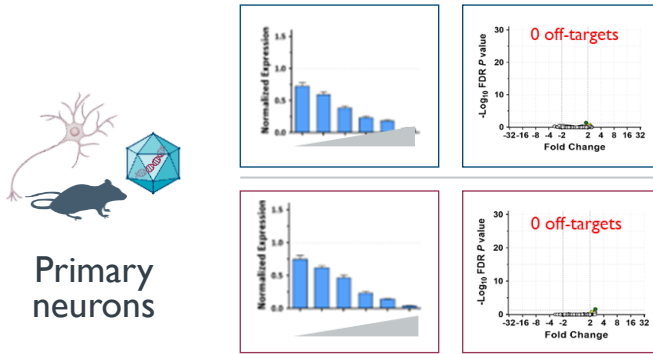 Primary
neurons
Normalized Expression
1.5
1.0
0.5
0.0
0 off-targets
-Log10 FDR P value
30
20
10
0
-32 -16 -8 -4 -2 2 4 8 16 32
Fold Change
Normalized Expression
1.5
1.0
0.5
0.0
0 off-targets
-Log10 FDR P value
30
20
10
0
-32 -16 -8 -4 -2 2 4 8 16 32
Fold Change